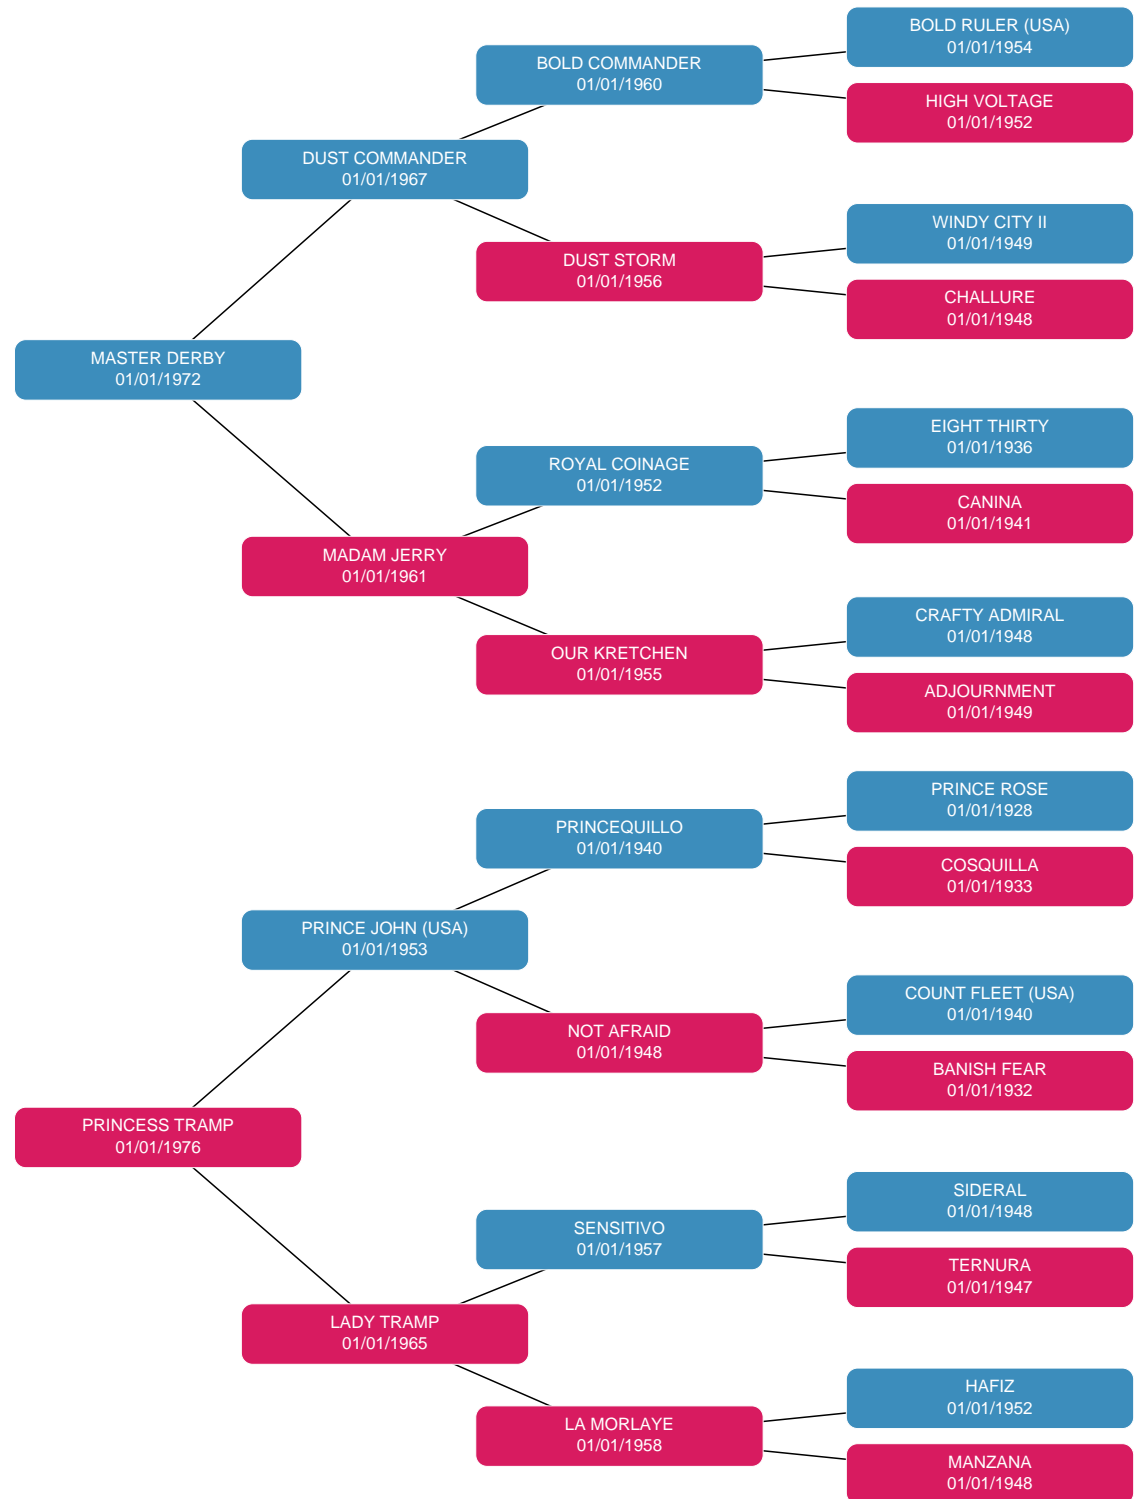 BOLD RULER (USA)
01/01/1954
BOLD COMMANDER
01/01/1960
HIGH VOLTAGE
01/01/1952
DUST COMMANDER
01/01/1967
WINDY CITY II
01/01/1949
DUST STORM
01/01/1956
CHALLURE
01/01/1948
MASTER DERBY
01/01/1972
EIGHT THIRTY
01/01/1936
ROYAL COINAGE
01/01/1952
CANINA
01/01/1941
MADAM JERRY
01/01/1961
CRAFTY ADMIRAL
01/01/1948
OUR KRETCHEN
01/01/1955
ADJOURNMENT
01/01/1949
PRINCE ROSE
01/01/1928
PRINCEQUILLO
01/01/1940
COSQUILLA
01/01/1933
PRINCE JOHN (USA)
01/01/1953
COUNT FLEET (USA)
01/01/1940
NOT AFRAID
01/01/1948
BANISH FEAR
01/01/1932
PRINCESS TRAMP
01/01/1976
SIDERAL
01/01/1948
SENSITIVO
01/01/1957
TERNURA
01/01/1947
LADY TRAMP
01/01/1965
HAFIZ
01/01/1952
LA MORLAYE
01/01/1958
MANZANA
01/01/1948